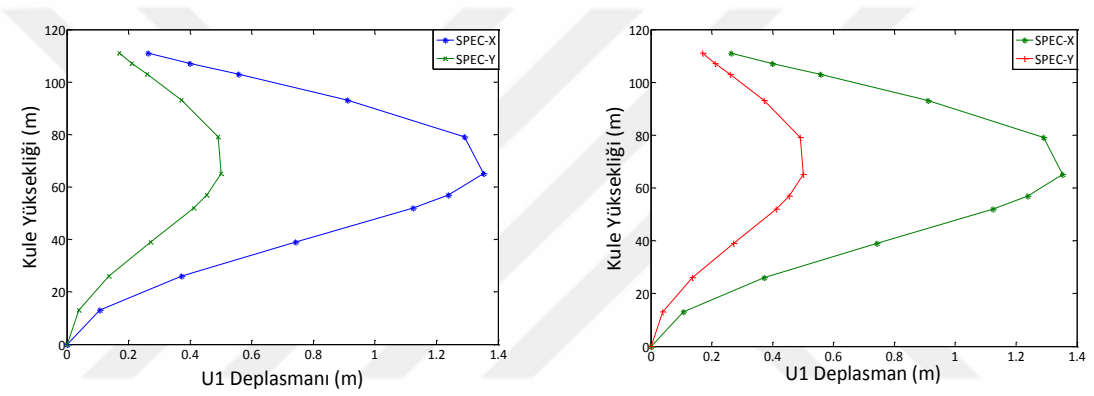 120
100
80
60
40
20
0
0 0.2 0.4 0.6 0.8 1 1.2 1.4
Kule Yüksekliği (m)
U1 Deplasmanı (m)
SPEC-X
SPEC-Y
120
100
80
60
40
20
0
0 0.2 0.4 0.6 0.8 1 1.2 1.4
Kule Yüksekliği (m)
U1 Deplasman (m)
SPEC-X
SPEC-Y